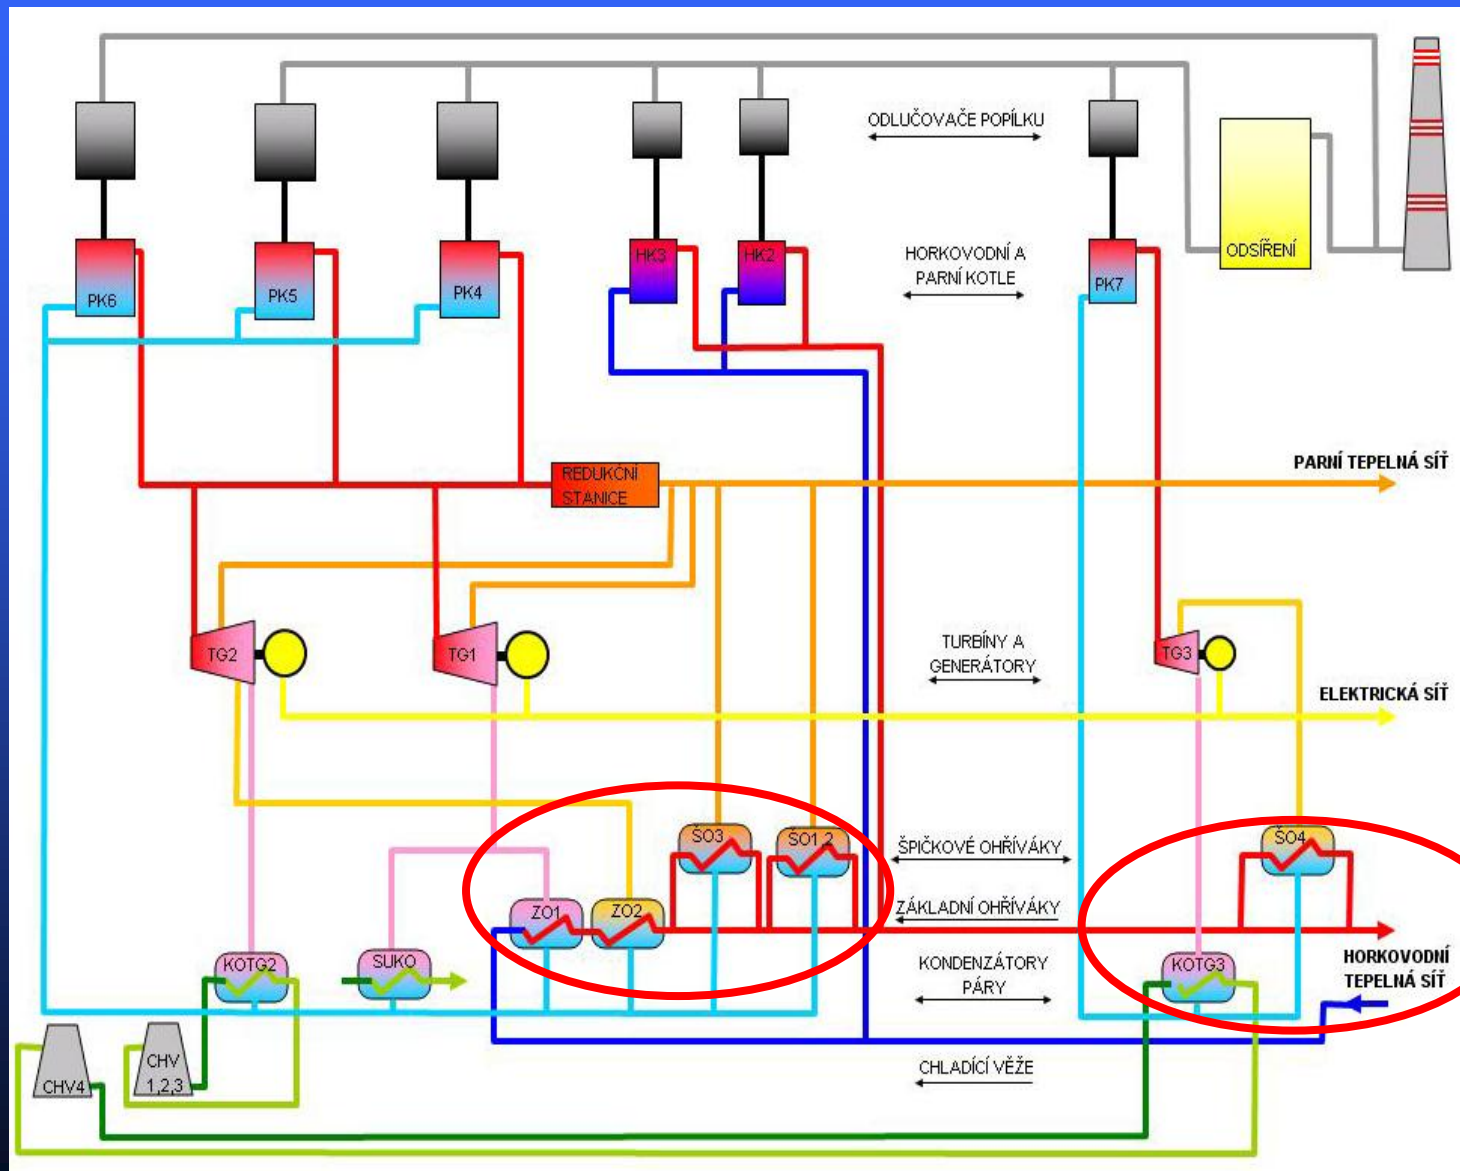 ODLUČOVAČE POPÍLKU
ODSÍŘENÍ
PK6
PK5
PK4
HK3
HK2
HORKOVODNÍ A
PARNÍ KOTLE
PK7
REDUKČNÍ
STANICE
PARNÍ TEPELNÁ SÍŤ
TG2
TG1
TURBÍNY A
GENERÁTORY
TG3
ELEKTRICKÁ SÍŤ
ŠO3
ŠO1,2
ŠPIČKOVÉ OHŘÍVÁKY
ŠO4
ZO1
ZO2
ZÁKLADNÍ OHŘÍVÁKY
KOTG2
SUKO
KONDENZÁTORY
PÁRY
KOTG3
HORKOVODNÍ
TEPELNÁ SÍŤ
CHV4
CHV
1,2,3
CHLADÍCÍ VĚŽE